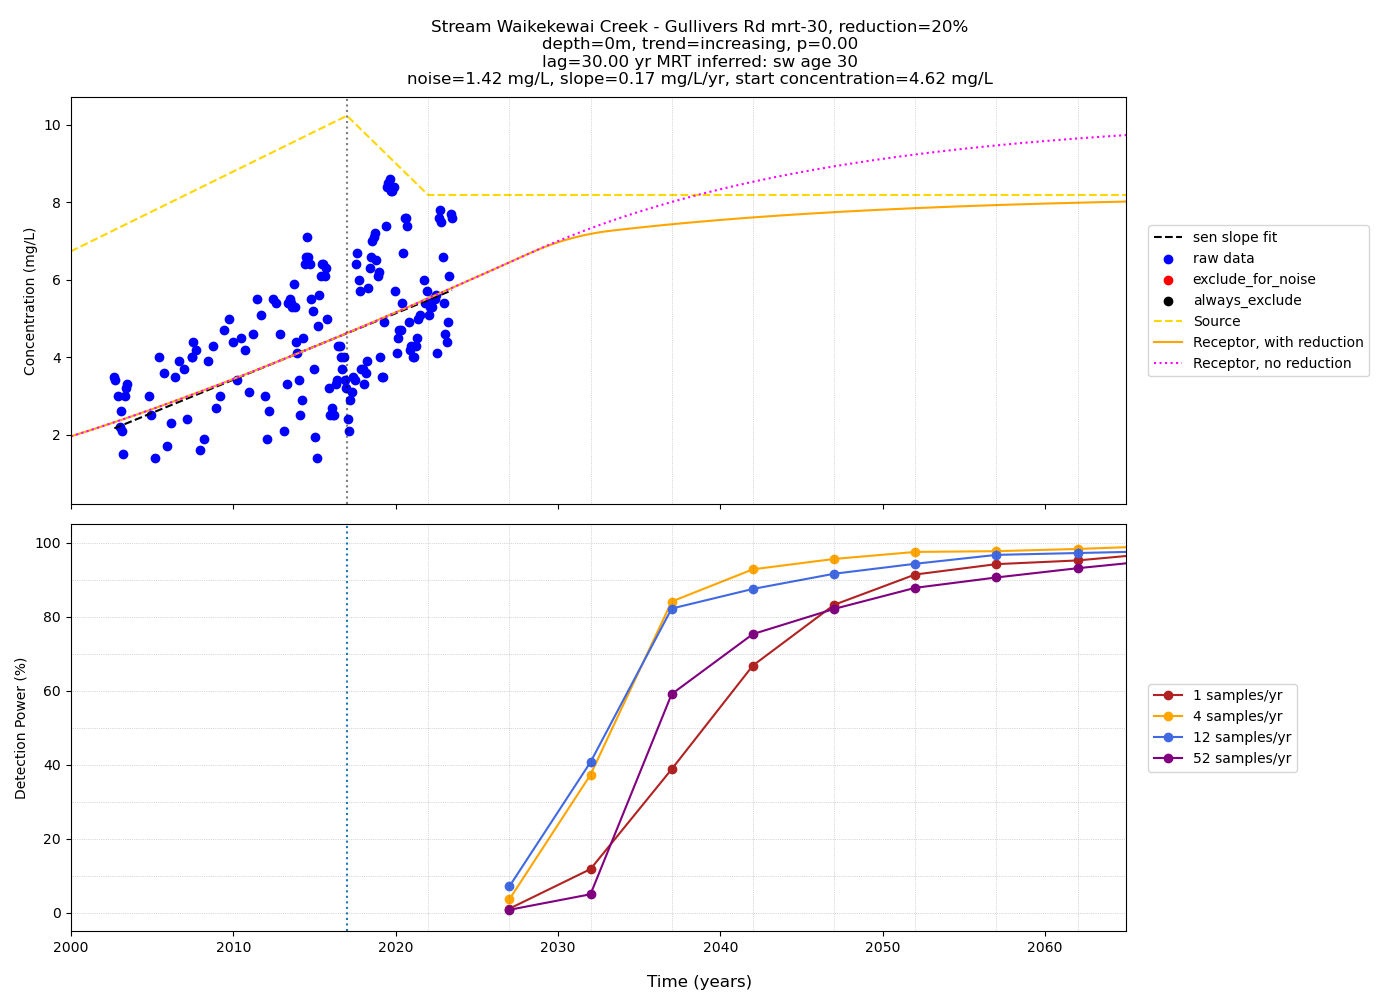 Stream Waikekewai Creek - Gullivers Rd mrt-30, reduction=20%
depth=0m, trend=increasing, p=0.00
lag=30.00 yr MRT inferred: sw age 30
noise=1.42 mg/L, slope=0.17 mg/L/yr, start concentration=4.62 mg/L
Concentration (mg/L)
10
8
6
4
2
sen slope fit
raw data
exclude_for_noise
always_exclude
Source
Receptor, with reduction
Receptor, no reduction
Detection Power (%)
100
80
60
40
20
0
1 samples/yr
4 samples/yr
12 samples/yr
52 samples/yr
2000 2010 2020 2030 2040 2050 2060
Time (years)